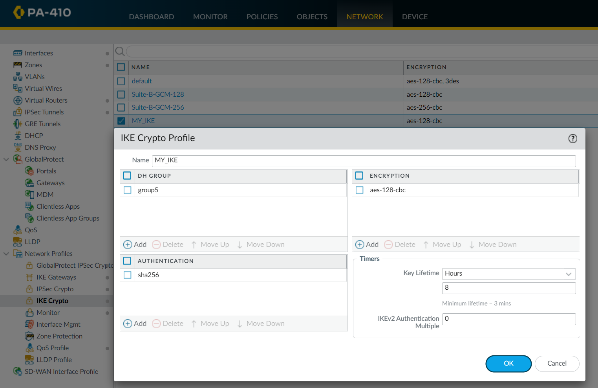 PA-410
DASHBOARD MONITOR POLICIES OBJECTS NETWORK DEVICE
Interfaces
Zones
VLANs
Virtual Wires
Virtual Routers
IPSec Tunnels
GRE Tunnels
DHCP
DNS Proxy
GlobalProtect
Portals
Gateways
MDM
Clientless Apps
Clientless App Groups
QoS
LLDP
Network Profiles
GlobalProtect IPSec Crypto
IKE Gateways
IPSec Crypto
IKE Crypto
Monitor
Interface Mgmt
Zone Protection
QoS Profile
LLDP Profile
SD-WAN Interface Profile
NAME ENCRYPTION
default aes-128-cbc, 3des
Suite-B-GCM-128 aes-128-cbc
Suite-B-GCM-256 aes-256-cbc
MY_IKE aes-128-cbc
IKE Crypto Profile
Name MY_IKE
DH GROUP
group5
Add Delete Move Up Move Down
ENCRYPTION
aes-128-cbc
Add Delete Move Up Move Down
AUTHENTICATION
sha256
Add Delete Move Up Move Down
Timers
Key Lifetime Hours
8
Minimum lifetime = 3 mins
IKEv2 Authentication Multiple 0
OK Cancel